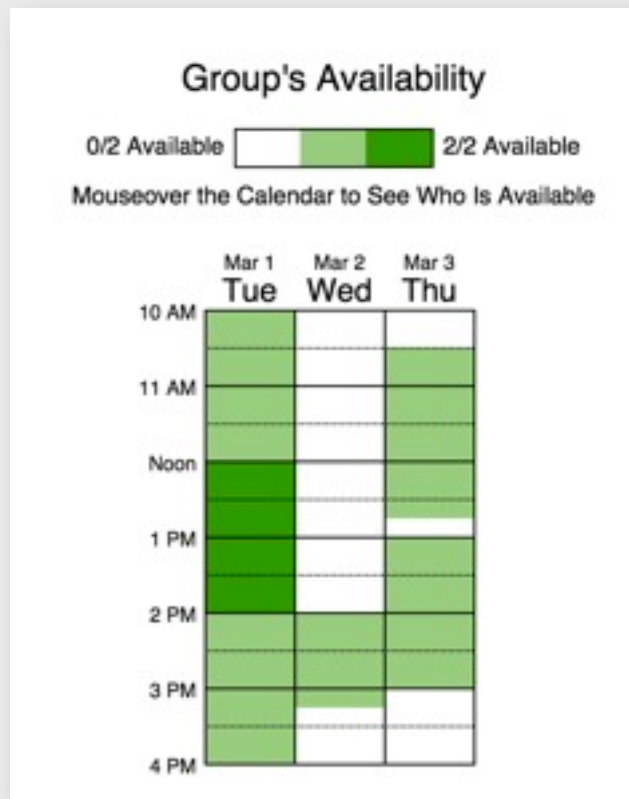 Group's Availability
0/2 Available 2/2 Available
Mouseover the Calendar to See Who Is Available
Mar 1 Mar 2 Mar 3
Tue Wed Thu
10 AM
11 AM
Noon
1 PM
2 PM
3 PM
4 PM